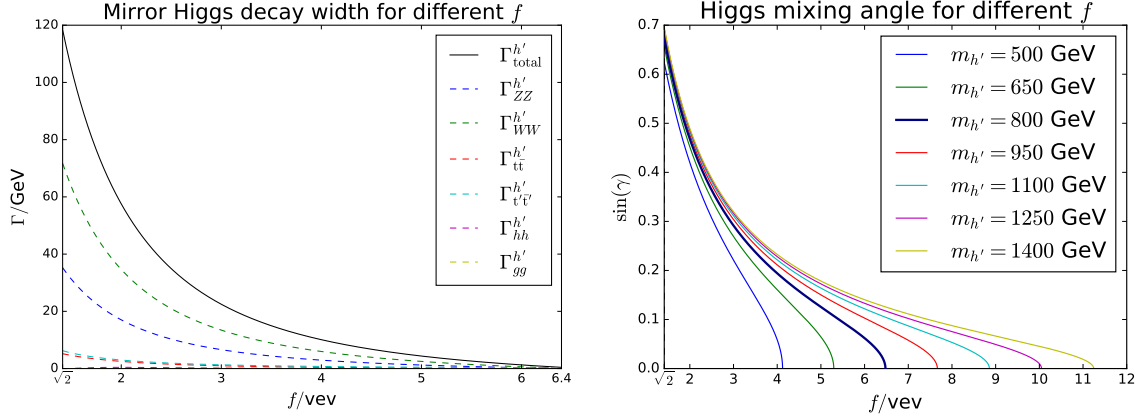 Mirror Higgs decay width for different f
120
100
80
60
40
20
0
Γ/GeV
√2
2
3
4
5
6
6.4
f/vev
Γ^{h′}_{total}
Γ^{h′}_{ZZ}
Γ^{h′}_{WW}
Γ^{h′}_{tt̄}
Γ^{h′}_{t′t̄′}
Γ^{h′}_{hh}
Γ^{h′}_{gg}
Higgs mixing angle for different f
0.7
0.6
0.5
0.4
0.3
0.2
0.1
0.0
sin(γ)
√2
2
3
4
5
6
7
8
9
10
11
12
f/vev
m_{h′} = 500 GeV
m_{h′} = 650 GeV
m_{h′} = 800 GeV
m_{h′} = 950 GeV
m_{h′} = 1100 GeV
m_{h′} = 1250 GeV
m_{h′} = 1400 GeV